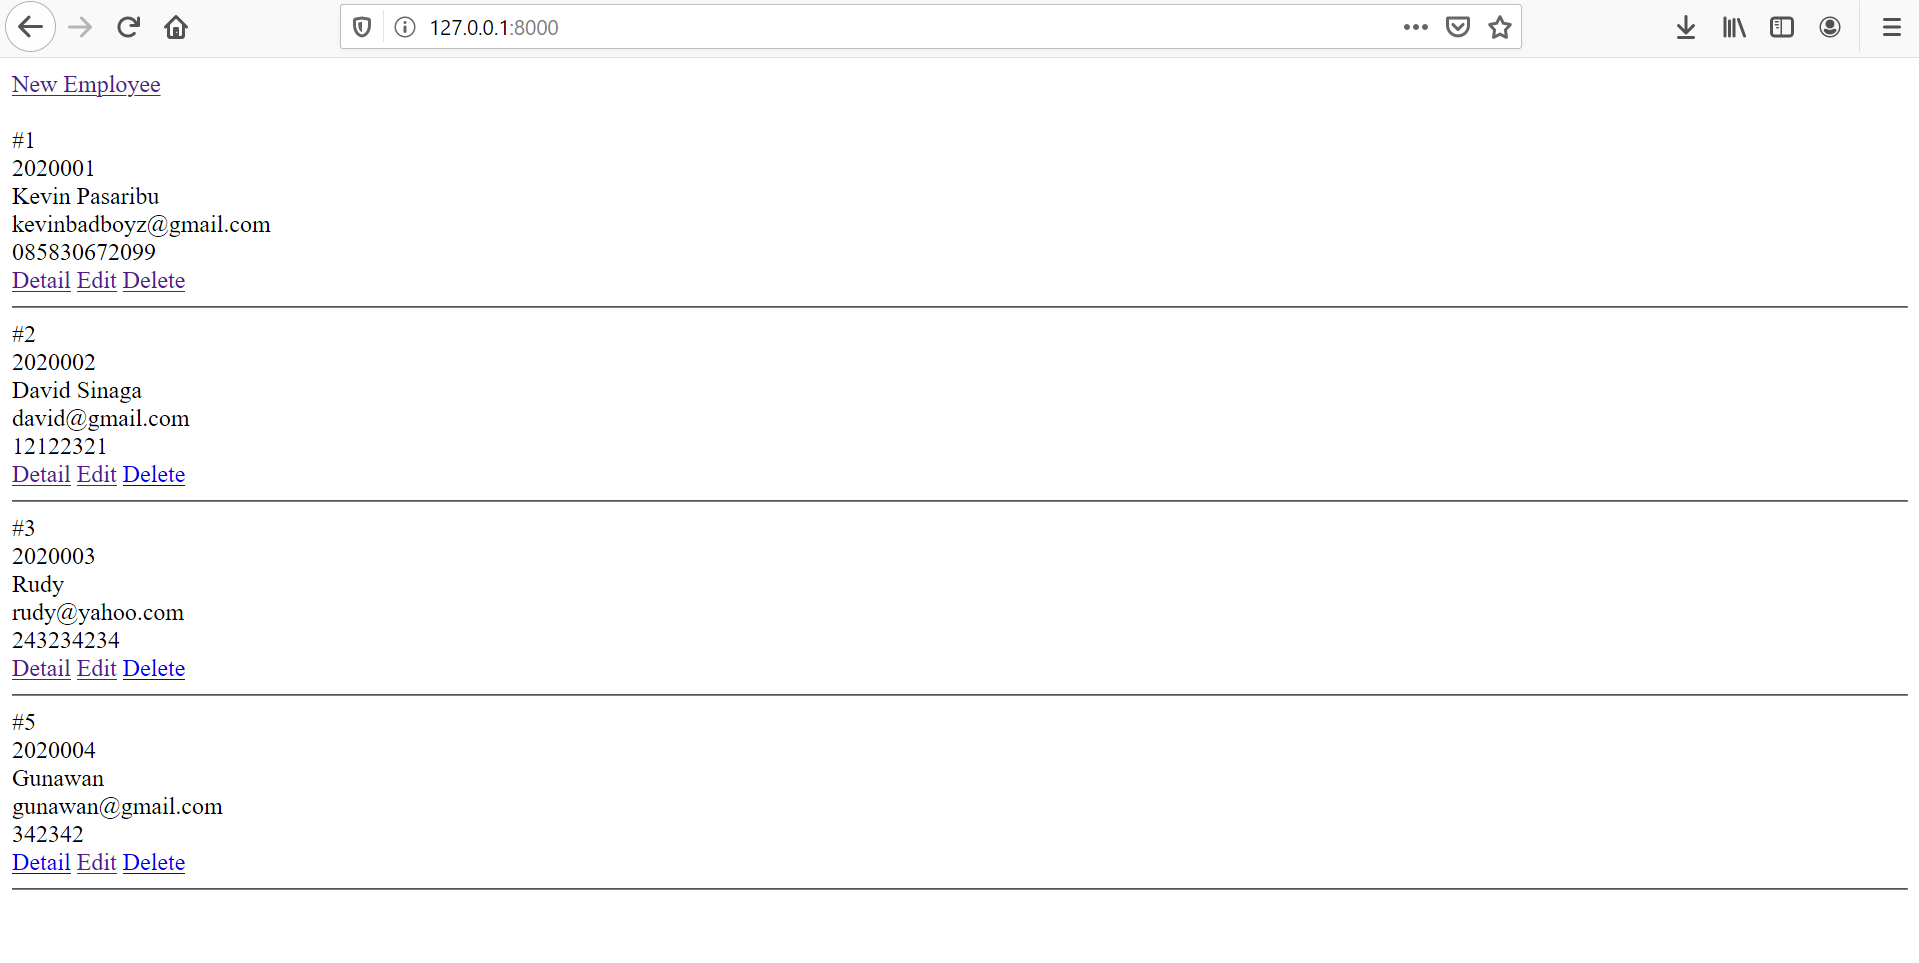 127.0.0.1:8000
New Employee
#1
2020001
Kevin Pasaribu
kevinbadboyz@gmail.com
085830672099
Detail Edit Delete
#2
2020002
David Sinaga
david@gmail.com
12122321
Detail Edit Delete
#3
2020003
Rudy
rudy@yahoo.com
243234234
Detail Edit Delete
#5
2020004
Gunawan
gunawan@gmail.com
342342
Detail Edit Delete